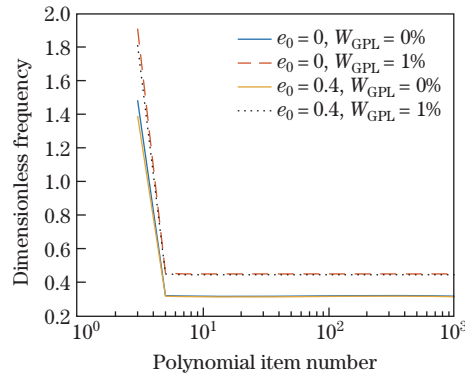 Dimensionless frequency
2.0
1.8
1.6
1.4
1.2
1.0
0.8
0.6
0.4
0.2
e₀ = 0, W_GPL = 0%
e₀ = 0, W_GPL = 1%
e₀ = 0.4, W_GPL = 0%
e₀ = 0.4, W_GPL = 1%
10⁰ 10¹ 10² 10³
Polynomial item number